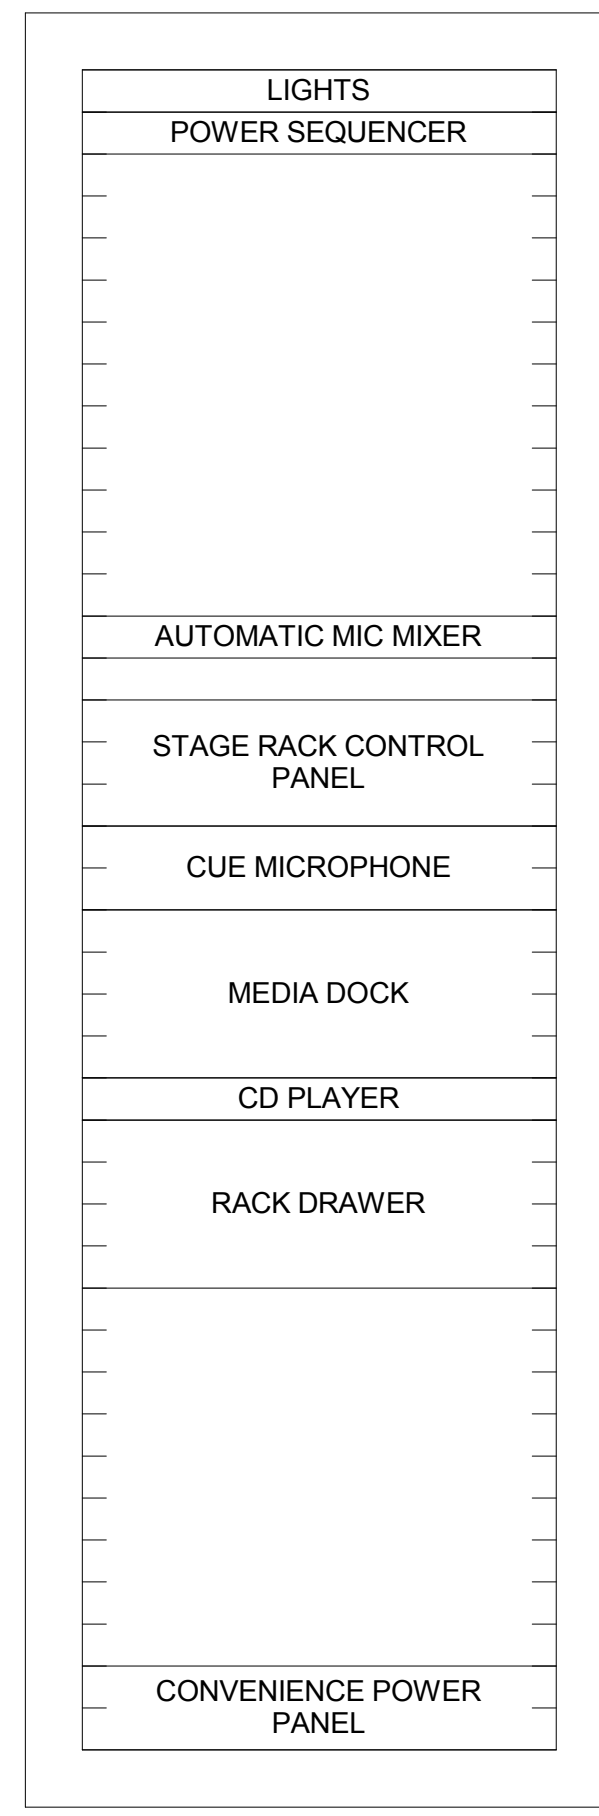 LIGHTS
POWER SEQUENCER
AUTOMATIC MIC MIXER
STAGE RACK CONTROL
PANEL
CUE MICROPHONE
MEDIA DOCK
CD PLAYER
RACK DRAWER
CONVENIENCE POWER
PANEL